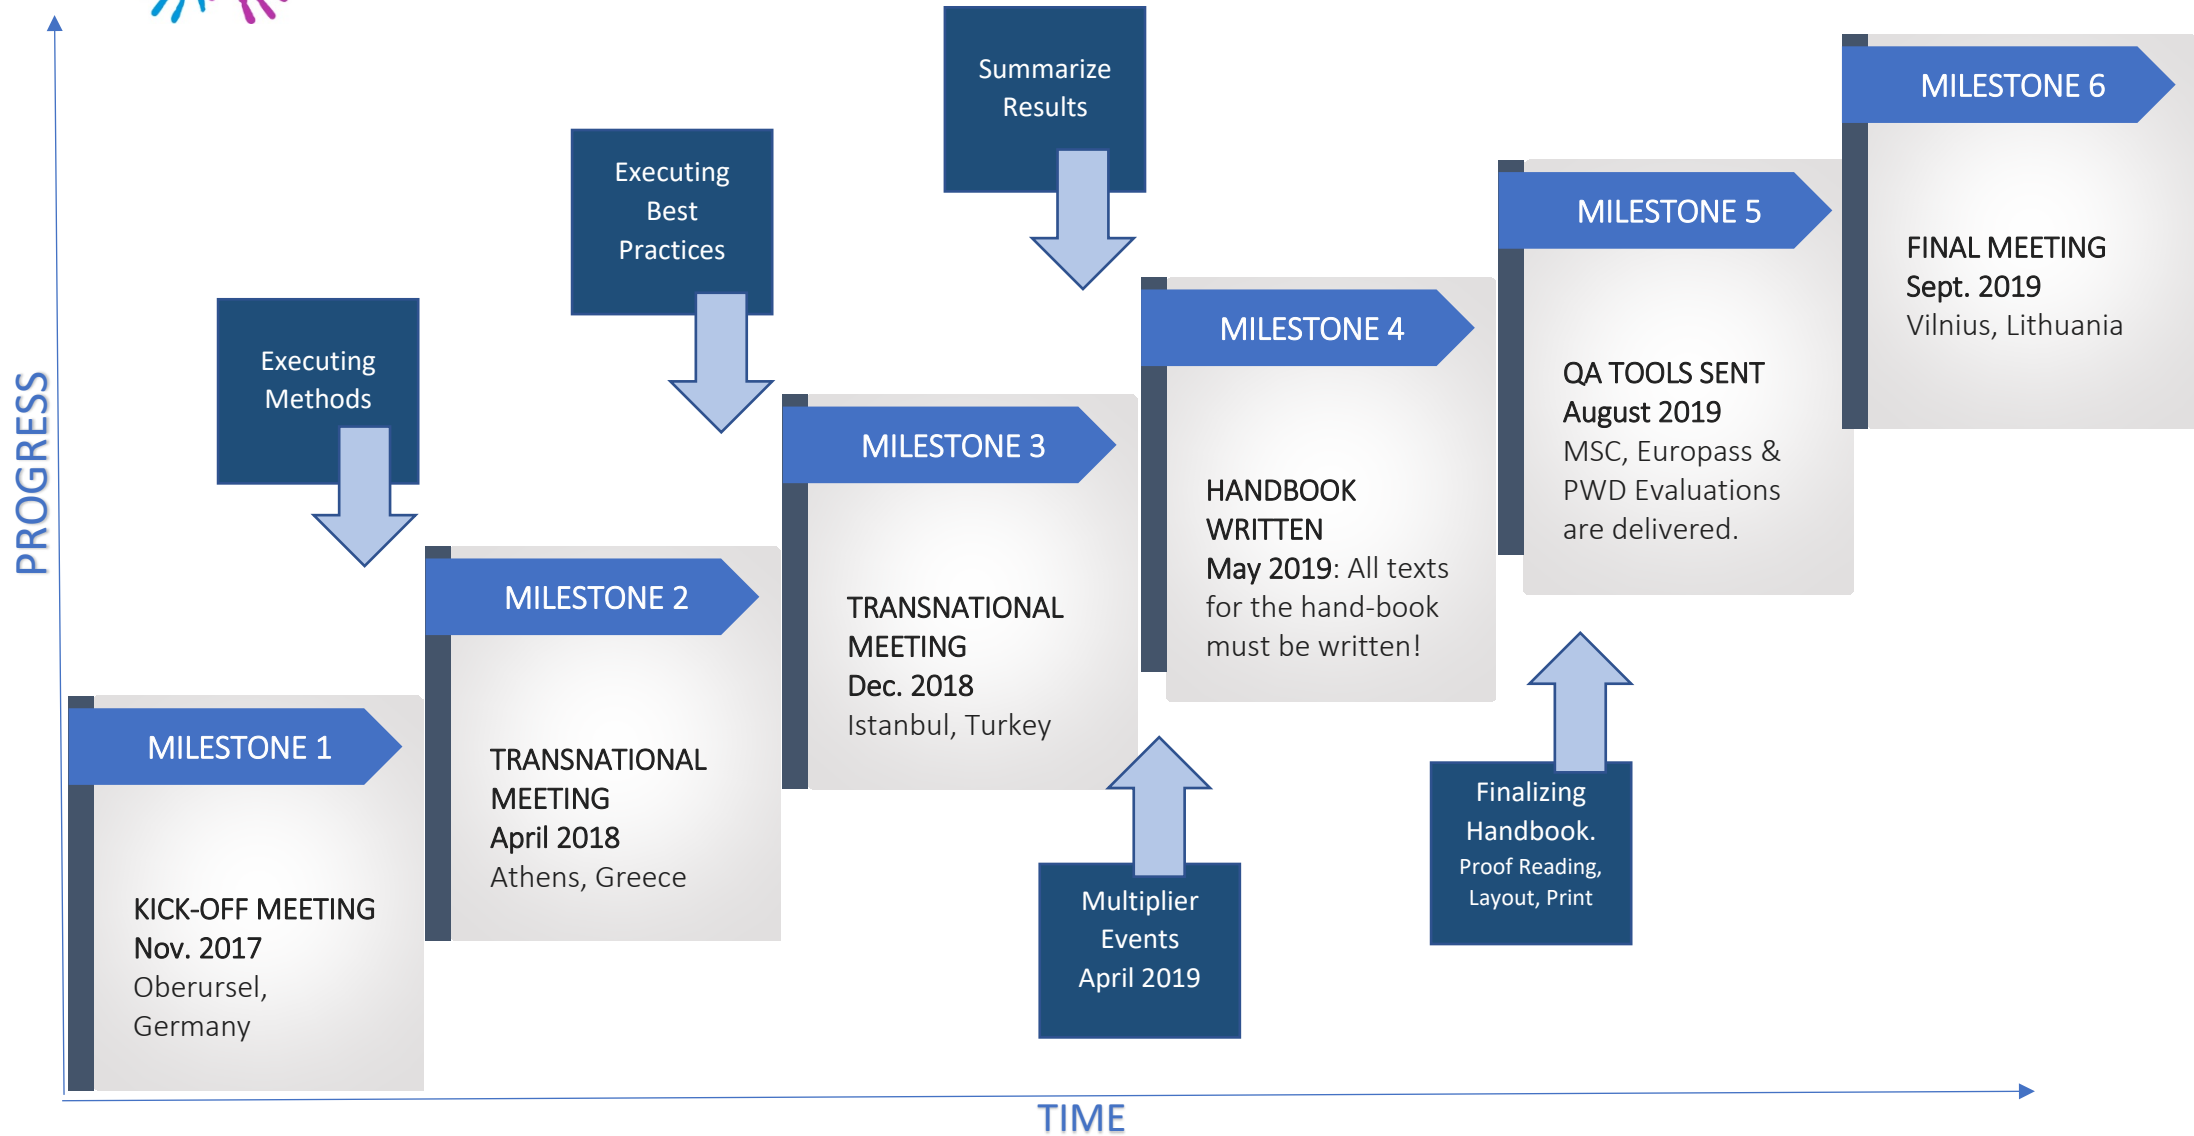 PROGRESS
MILESTONE 1
KICK-OFF MEETING
Nov. 2017
Oberursel,
Germany
Executing
Methods
MILESTONE 2
TRANSNATIONAL
MEETING
April 2018
Athens, Greece
Executing
Best
Practices
MILESTONE 3
TRANSNATIONAL
MEETING
Dec. 2018
Istanbul, Turkey
Summarize
Results
Multiplier
Events
April 2019
MILESTONE 4
HANDBOOK
WRITTEN
May 2019: All texts
for the hand-book
must be written!
Finalizing
Handbook.
Proof Reading,
Layout, Print
MILESTONE 5
QA TOOLS SENT
August 2019
MSC, Europass &
PWD Evaluations
are delivered.
MILESTONE 6
FINAL MEETING
Sept. 2019
Vilnius, Lithuania
TIME